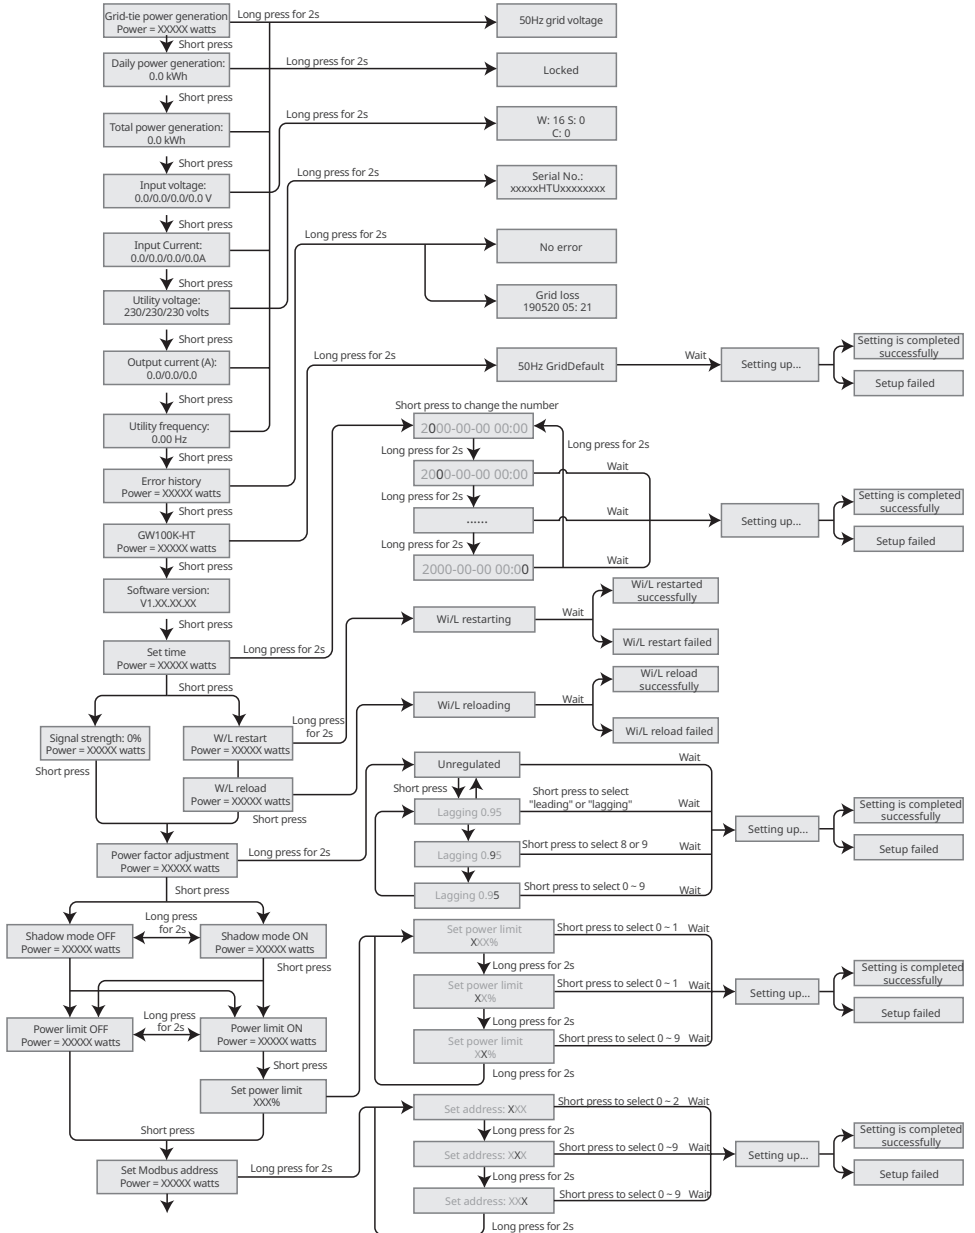 Grid-tie power generation
Power = XXXXX watts
Long press for 2s
50Hz grid voltage
Short press
Daily power generation:
0.0 kWh
Long press for 2s
Locked
Short press
Total power generation:
0.0 kWh
Long press for 2s
W: 16 S: 0
C: 0
Short press
Input voltage:
0.0/0.0/0.0/0.0 V
Long press for 2s
Serial No.:
xxxxxHTUxxxxxxxx
Short press
Input Current:
0.0/0.0/0.0/0.0A
Long press for 2s
No error
Short press
Utility voltage:
230/230/230 volts
Grid loss
190520 05: 21
Short press
Output current (A):
0.0/0.0/0.0
Long press for 2s
50Hz GridDefault
Wait
Setting up...
Setting is completed
successfully
Setup failed
Short press
Utility frequency:
0.00 Hz
Short press to change the number
2000-00-00 00:00
Long press for 2s
Long press for 2s
2000-00-00 00:00
Wait
Long press for 2s
......
Wait
Long press for 2s
2000-00-00 00:00
Wait
Setting up...
Setting is completed
successfully
Setup failed
Short press
Error history
Power = XXXXX watts
Short press
GW100K-HT
Power = XXXXX watts
Short press
Software version:
V1.XX.XX.XX
Short press
Set time
Power = XXXXX watts
Long press for 2s
Wi/L restarting
Wait
Wi/L restarted
successfully
Wi/L restart failed
Short press
Signal strength: 0%
Power = XXXXX watts
W/L restart
Power = XXXXX watts
Long press
for 2s
Wi/L reloading
Wait
Wi/L reload
successfully
Wi/L reload failed
Short press
W/L reload
Power = XXXXX watts
Short press
Power factor adjustment
Power = XXXXX watts
Long press for 2s
Unregulated
Wait
Short press
Short press to select
"leading" or "lagging"
Lagging 0.95
Wait
Lagging 0.95
Short press to select 8 or 9
Wait
Lagging 0.95
Short press to select 0 ~ 9
Wait
Setting up...
Setting is completed
successfully
Setup failed
Short press
Shadow mode OFF
Power = XXXXX watts
Long press
for 2s
Shadow mode ON
Power = XXXXX watts
Short press
Power limit OFF
Power = XXXXX watts
Long press
for 2s
Power limit ON
Power = XXXXX watts
Short press
Set power limit
XXX%
Set power limit
XXX%
Short press to select 0 ~ 1
Wait
Long press for 2s
Set power limit
XX%
Short press to select 0 ~ 1
Wait
Long press for 2s
Set power limit
XX%
Short press to select 0 ~ 9
Wait
Long press for 2s
Setting up...
Setting is completed
successfully
Setup failed
Short press
Set Modbus address
Power = XXXXX watts
Long press for 2s
Set address: XXX
Short press to select 0 ~ 2
Wait
Long press for 2s
Set address: XXX
Short press to select 0 ~9
Wait
Long press for 2s
Set address: XXX
Short press to select 0 ~ 9
Wait
Long press for 2s
Setting up...
Setting is completed
successfully
Setup failed